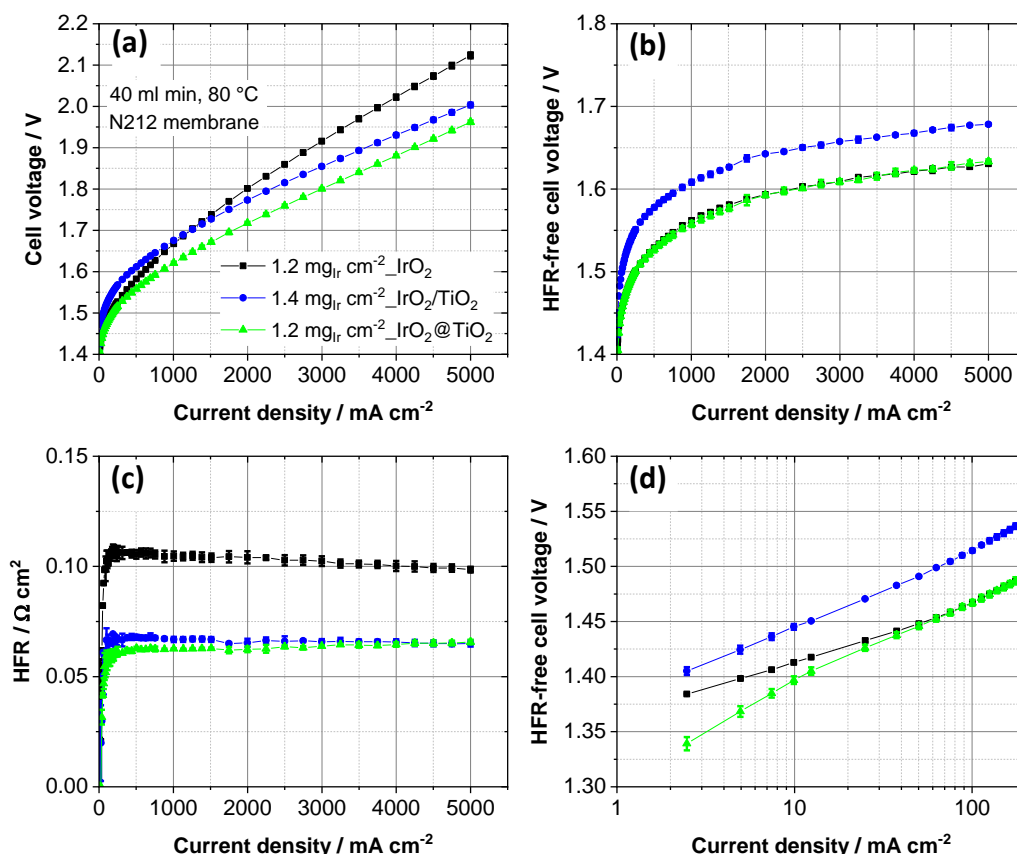 (a)
40 ml min, 80 °C
N212 membrane
1.2 mg_Ir cm⁻²_IrO₂
1.4 mg_Ir cm⁻²_IrO₂/TiO₂
1.2 mg_Ir cm⁻²_IrO₂@TiO₂
2.2
2.1
2.0
1.9
1.8
1.7
1.6
1.5
1.4
Cell voltage / V
0 1000 2000 3000 4000 5000
Current density / mA cm⁻²
(b)
1.8
1.7
1.6
1.5
1.4
HFR-free cell voltage / V
0 1000 2000 3000 4000 5000
Current density / mA cm⁻²
(c)
0.15
0.10
0.05
0.00
HFR / Ω cm²
0 1000 2000 3000 4000 5000
Current density / mA cm⁻²
(d)
1.60
1.55
1.50
1.45
1.40
1.35
1.30
HFR-free cell voltage / V
1 10 100
Current density / mA cm⁻²